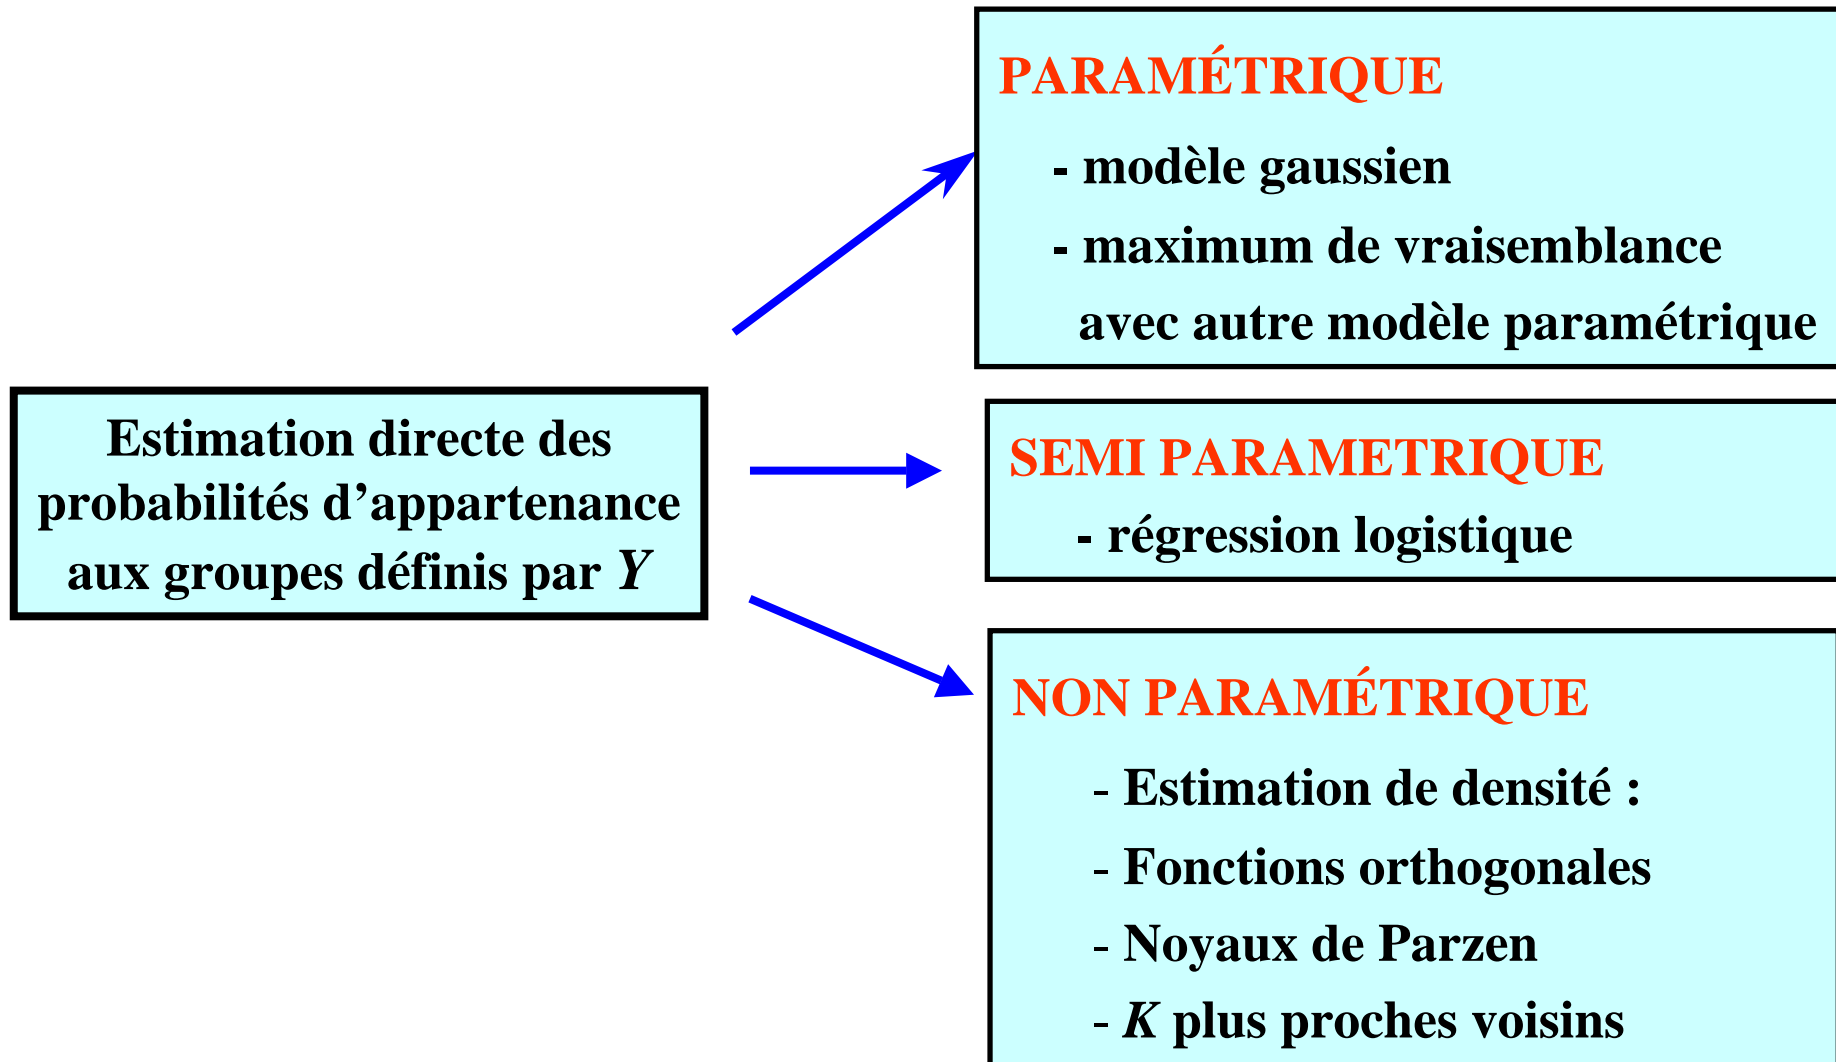 PARAMÉTRIQUE
- modèle gaussien
- maximum de vraisemblance
avec autre modèle paramétrique
Estimation directe des
probabilités d’appartenance
aux groupes définis par Y
SEMI PARAMETRIQUE
- régression logistique
NON PARAMÉTRIQUE
- Estimation de densité :
- Fonctions orthogonales
- Noyaux de Parzen
- K plus proches voisins